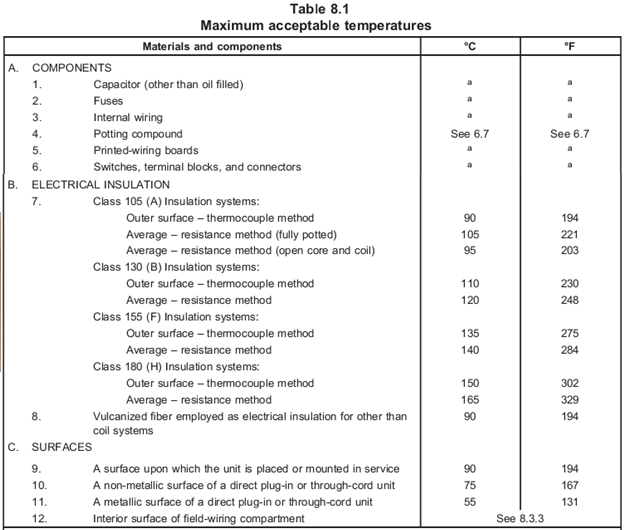 Table 8.1
Maximum acceptable temperatures
Materials and components °C °F
A. COMPONENTS
1. Capacitor (other than oil filled) a a
2. Fuses a a
3. Internal wiring a a
4. Potting compound See 6.7 See 6.7
5. Printed-wiring boards a a
6. Switches, terminal blocks, and connectors a a
B. ELECTRICAL INSULATION
7. Class 105 (A) Insulation systems:
Outer surface – thermocouple method 90 194
Average – resistance method (fully potted) 105 221
Average – resistance method (open core and coil) 95 203
Class 130 (B) Insulation systems:
Outer surface – thermocouple method 110 230
Average – resistance method 120 248
Class 155 (F) Insulation systems:
Outer surface – thermocouple method 135 275
Average – resistance method 140 284
Class 180 (H) Insulation systems:
Outer surface – thermocouple method 150 302
Average – resistance method 165 329
8. Vulcanized fiber employed as electrical insulation for other than 90 194
coil systems
C. SURFACES
9. A surface upon which the unit is placed or mounted in service 90 194
10. A non-metallic surface of a direct plug-in or through-cord unit 75 167
11. A metallic surface of a direct plug-in or through-cord unit 55 131
12. Interior surface of field-wiring compartment See 8.3.3